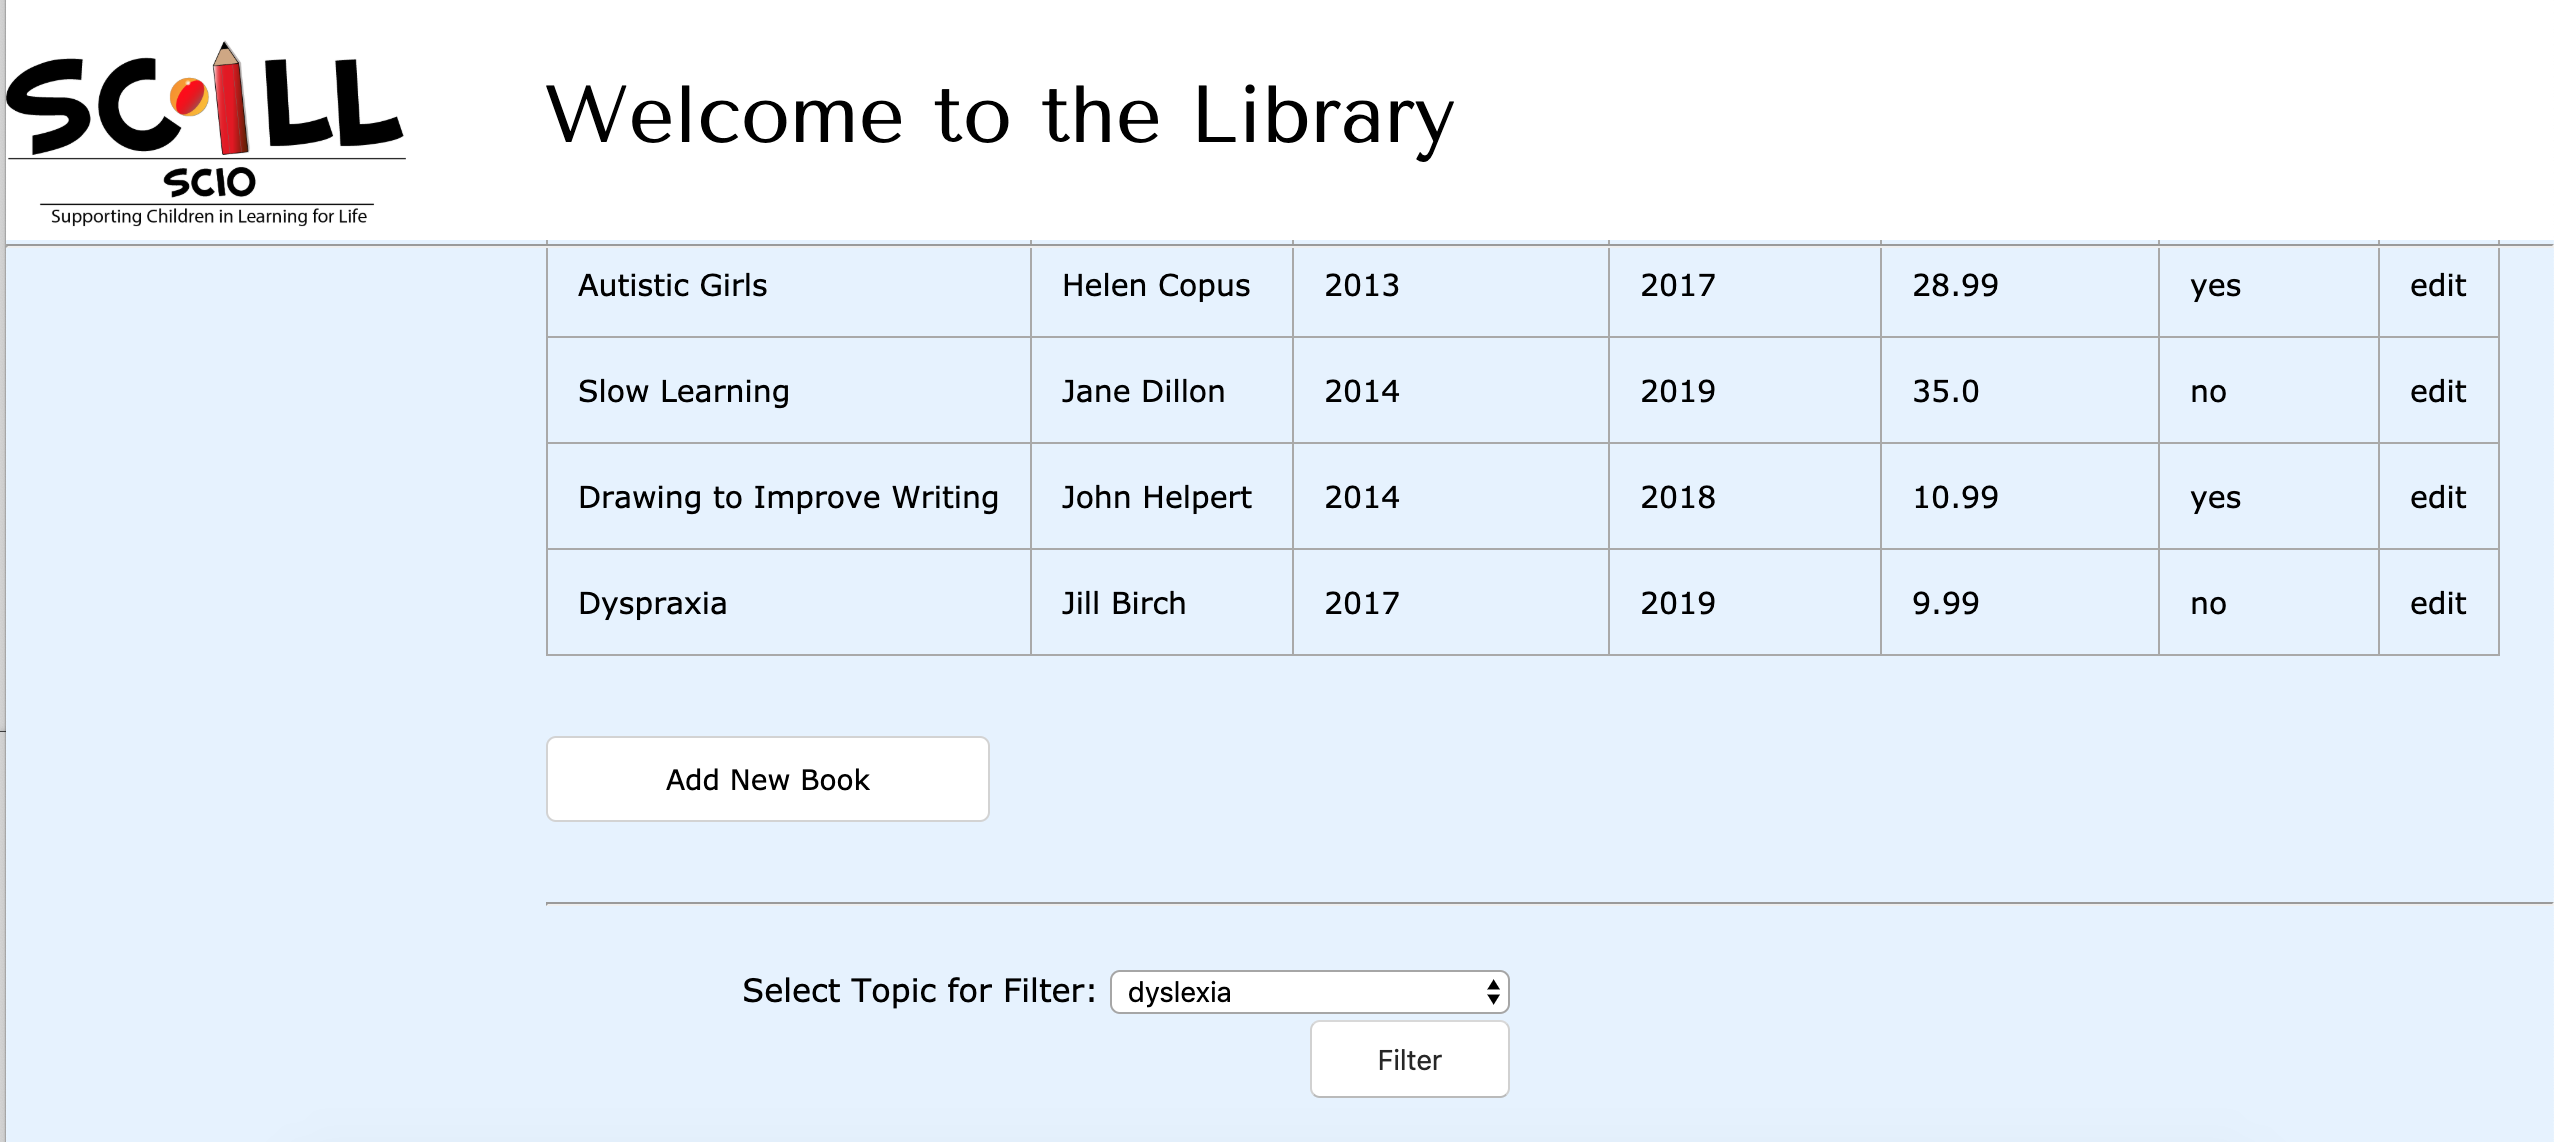 SCILL
SCIO
Supporting Children in Learning for Life
Welcome to the Library
Autistic Girls Helen Copus 2013 2017 28.99 yes edit
Slow Learning Jane Dillon 2014 2019 35.0 no edit
Drawing to Improve Writing John Helpert 2014 2018 10.99 yes edit
Dyspraxia Jill Birch 2017 2019 9.99 no edit
Add New Book
Select Topic for Filter: dyslexia
Filter